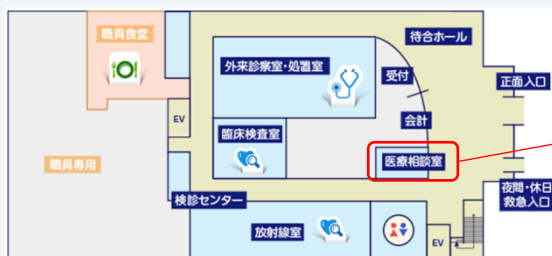 職員食堂
待合ホール
外来診察室・処置室
受付
正面入口
EV
会計
臨床検査室
医療相談室
職員専用
夜間・休日
救急入口
検診センター
放射線室
EV